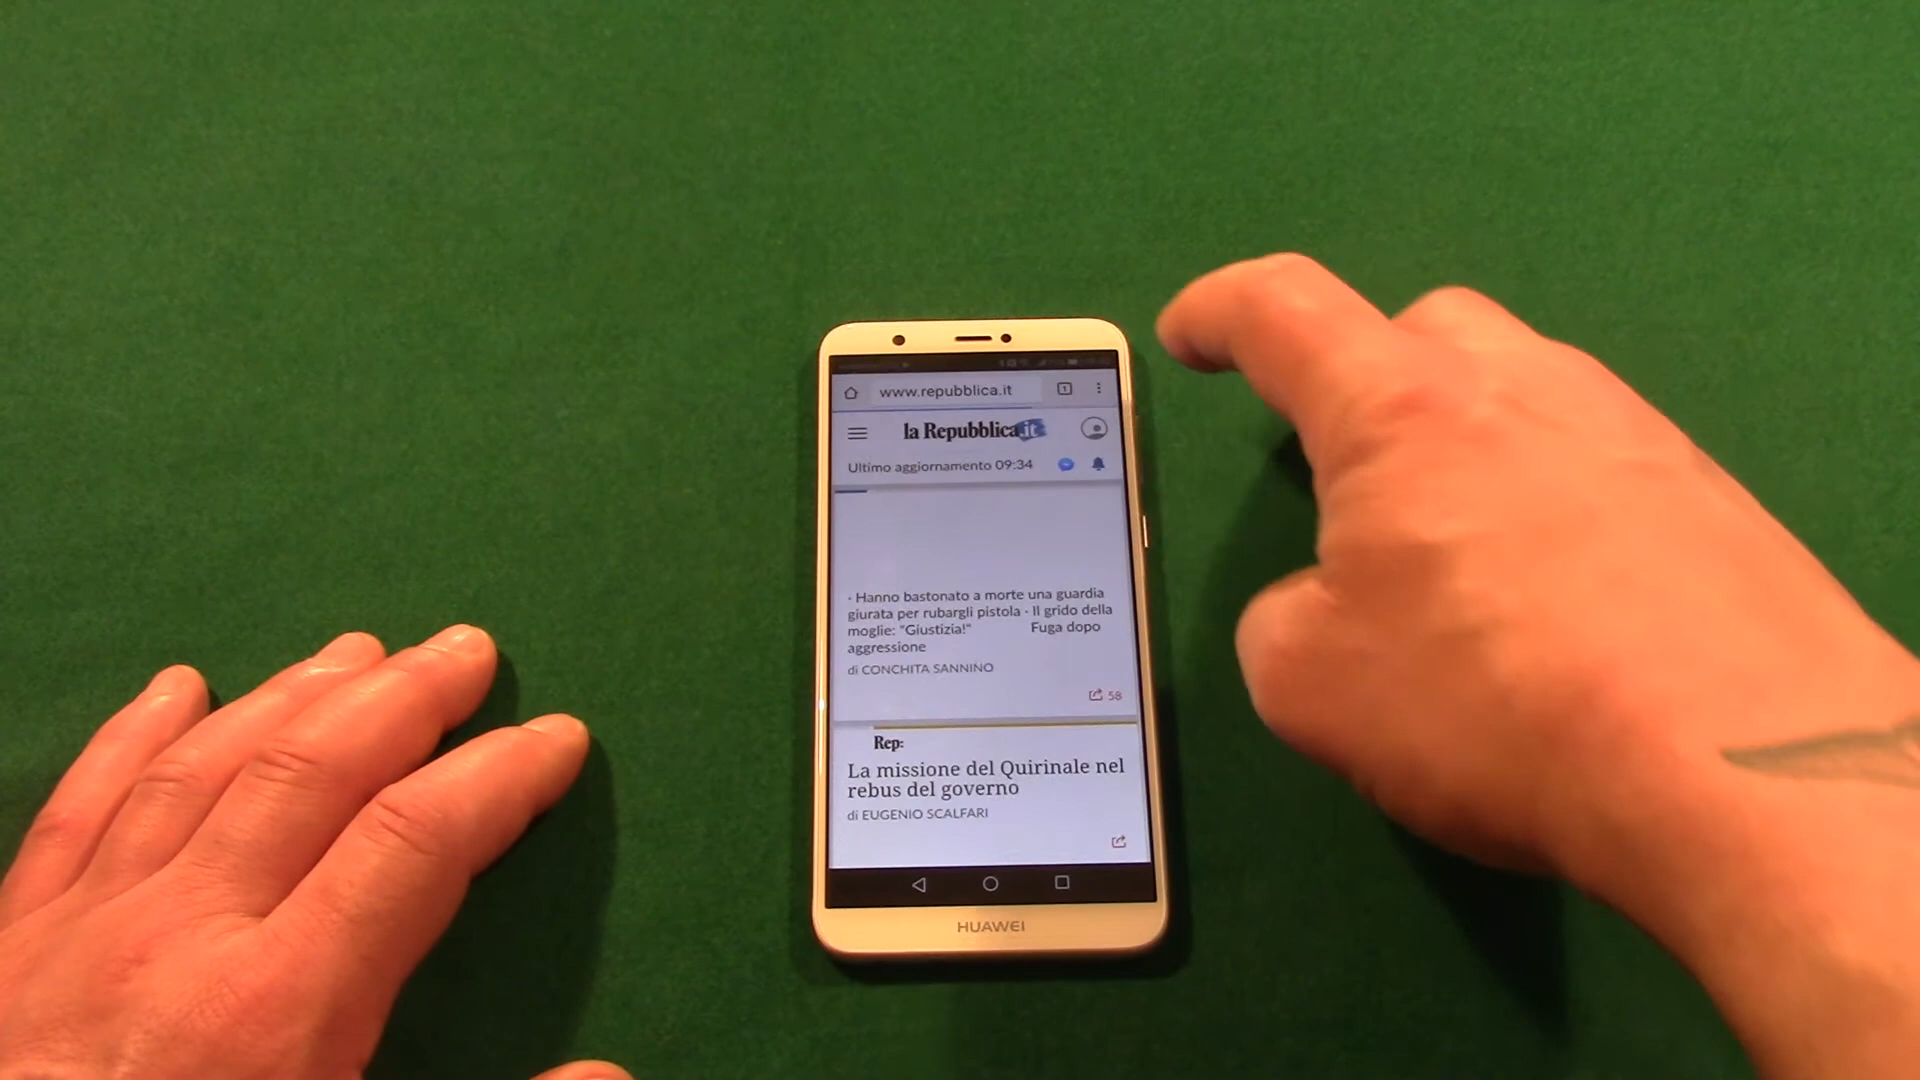 www.repubblica.it
1
la Repubblica.it
Ultimo aggiornamento 09:34
· Hanno bastonato a morte una guardia
giurata per rubargli pistola · Il grido della
moglie: "Giustizia!" Fuga dopo
aggressione
di CONCHITA SANNINO
58
Rep:
La missione del Quirinale nel
rebus del governo
di EUGENIO SCALFARI
HUAWEI